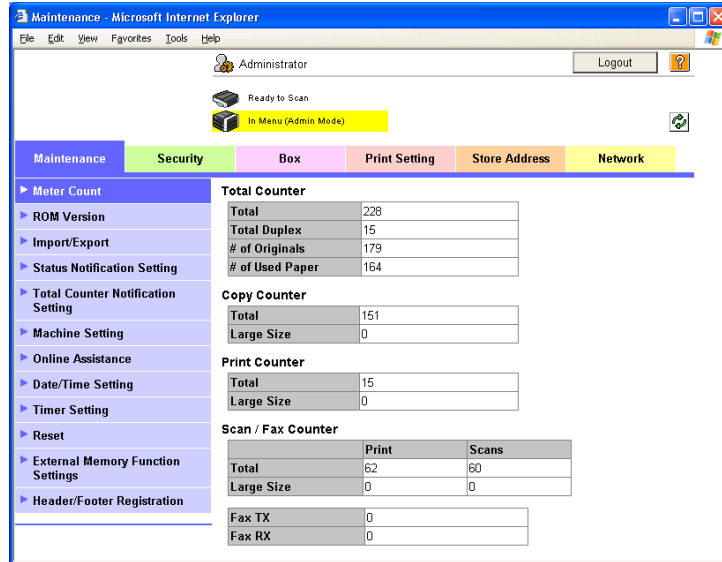 Maintenance - Microsoft Internet Explorer
File Edit View Favorites Tools Help
Administrator
Logout
?
Ready to Scan
In Menu (Admin Mode)
Maintenance Security Box Print Setting Store Address Network
Meter Count
ROM Version
Import/Export
Status Notification Setting
Total Counter Notification
Setting
Machine Setting
Online Assistance
Date/Time Setting
Timer Setting
Reset
External Memory Function
Settings
Header/Footer Registration
Total Counter
Total 228
Total Duplex 15
# of Originals 179
# of Used Paper 164
Copy Counter
Total 151
Large Size 0
Print Counter
Total 15
Large Size 0
Scan / Fax Counter
Print Scans
Total 62 60
Large Size 0 0
Fax TX 0
Fax RX 0